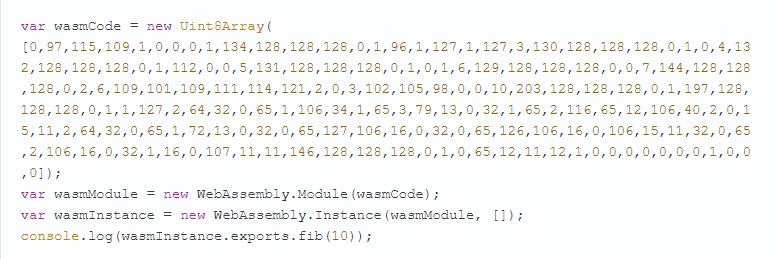 var wasmCode = new Uint8Array(
[0,97,115,109,1,0,0,0,1,134,128,128,128,0,1,96,1,127,1,127,3,130,128,128,128,0,1,0,4,13
2,128,128,128,0,1,112,0,0,5,131,128,128,128,0,1,0,1,6,129,128,128,128,0,0,7,144,128,128
,128,0,2,6,109,101,109,111,114,121,2,0,3,102,105,98,0,0,10,203,128,128,128,0,1,197,128,
128,128,0,1,1,127,2,64,32,0,65,1,106,34,1,65,3,79,13,0,32,1,65,2,116,65,12,106,40,2,0,1
5,11,2,64,32,0,65,1,72,13,0,32,0,65,127,106,16,0,32,0,65,126,106,16,0,106,15,11,32,0,65
,2,106,16,0,32,1,16,0,107,11,11,146,128,128,128,0,1,0,65,12,11,12,1,0,0,0,0,0,0,0,1,0,0
,0]);
var wasmModule = new WebAssembly.Module(wasmCode);
var wasmInstance = new WebAssembly.Instance(wasmModule, []);
console.log(wasmInstance.exports.fib(10));